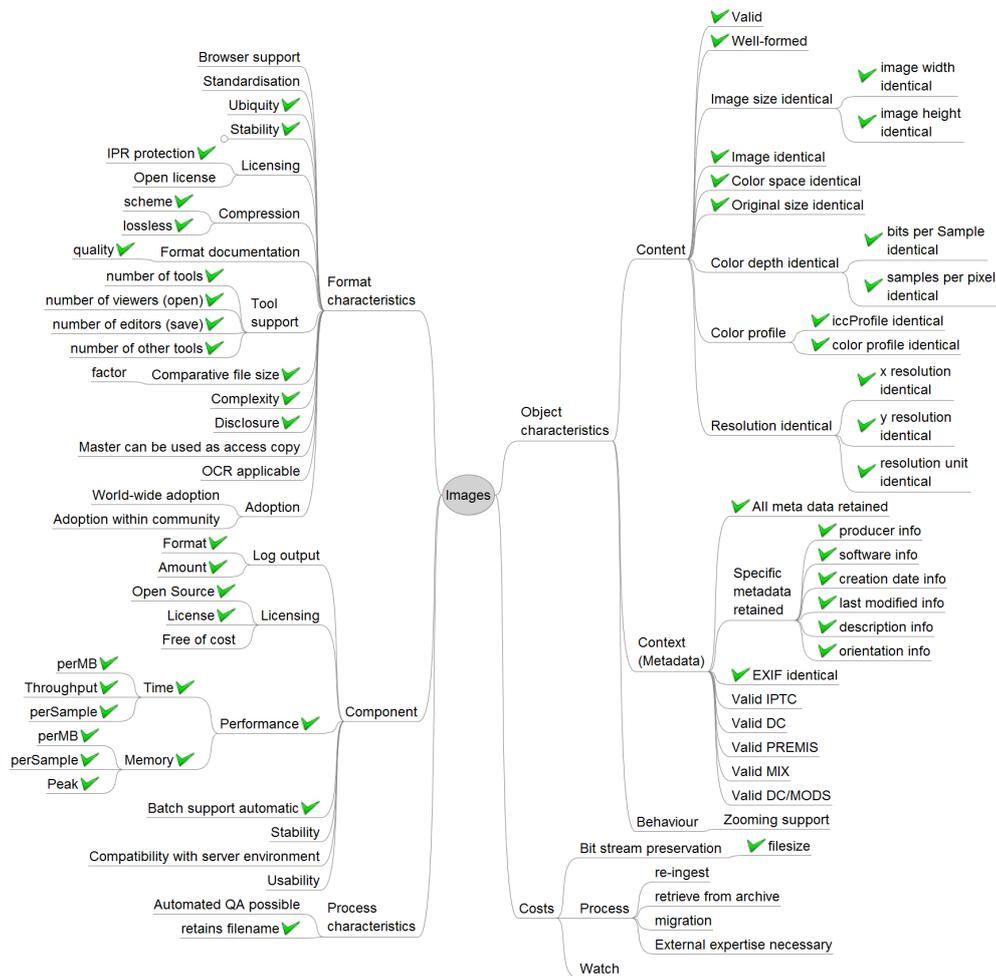 Browser support
Standardisation
Ubiquity
Stability
IPR protection
Open license
Licensing
scheme
lossless
Compression
quality
Format documentation
number of tools
number of viewers (open)
number of editors (save)
number of other tools
Tool
support
factor
Comparative file size
Complexity
Disclosure
Master can be used as access copy
OCR applicable
World-wide adoption
Adoption within community
Adoption
Format
characteristics
Format
Amount
Log output
Open Source
License
Free of cost
Licensing
perMB
Throughput
perSample
Time
perMB
perSample
Peak
Memory
Performance
Batch support automatic
Stability
Compatibility with server environment
Usability
Component
Automated QA possible
retains filename
Process
characteristics
Images
Object
characteristics
Content
Valid
Well-formed
Image size identical
image width
identical
image height
identical
Image identical
Color space identical
Original size identical
Color depth identical
bits per Sample
identical
samples per pixel
identical
Color profile
iccProfile identical
color profile identical
Resolution identical
x resolution
identical
y resolution
identical
resolution unit
identical
Context
(Metadata)
All meta data retained
Specific
metadata
retained
producer info
software info
creation date info
last modified info
description info
orientation info
EXIF identical
Valid IPTC
Valid DC
Valid PREMIS
Valid MIX
Valid DC/MODS
Behaviour
Zooming support
Costs
Bit stream preservation
filesize
Process
re-ingest
retrieve from archive
migration
External expertise necessary
Watch